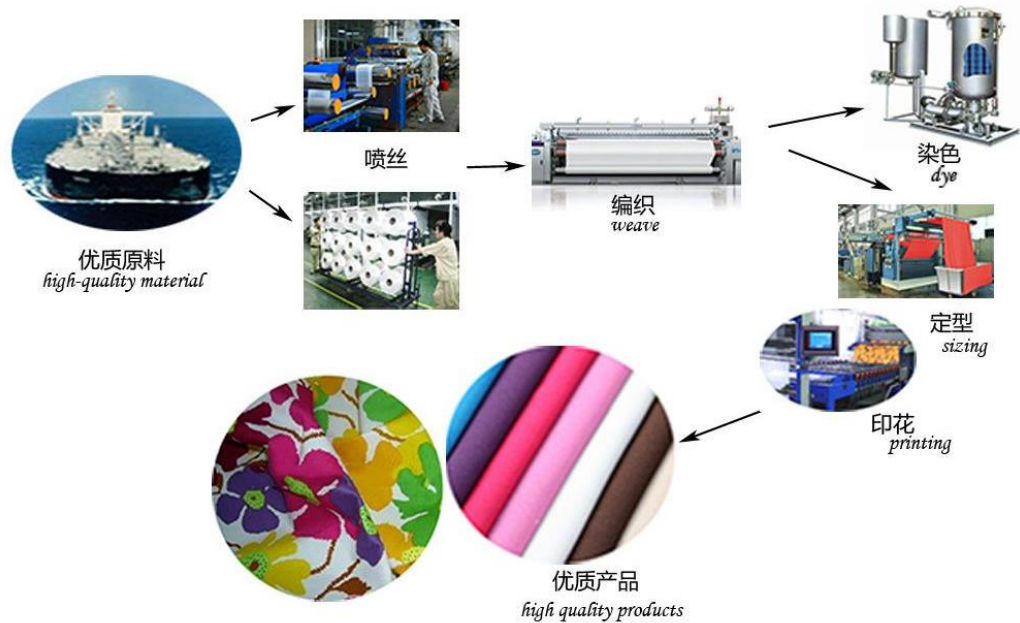 喷丝
优质原料
high-quality material
编织
weave
染色
dye
定型
sizing
印花
printing
优质产品
high quality products